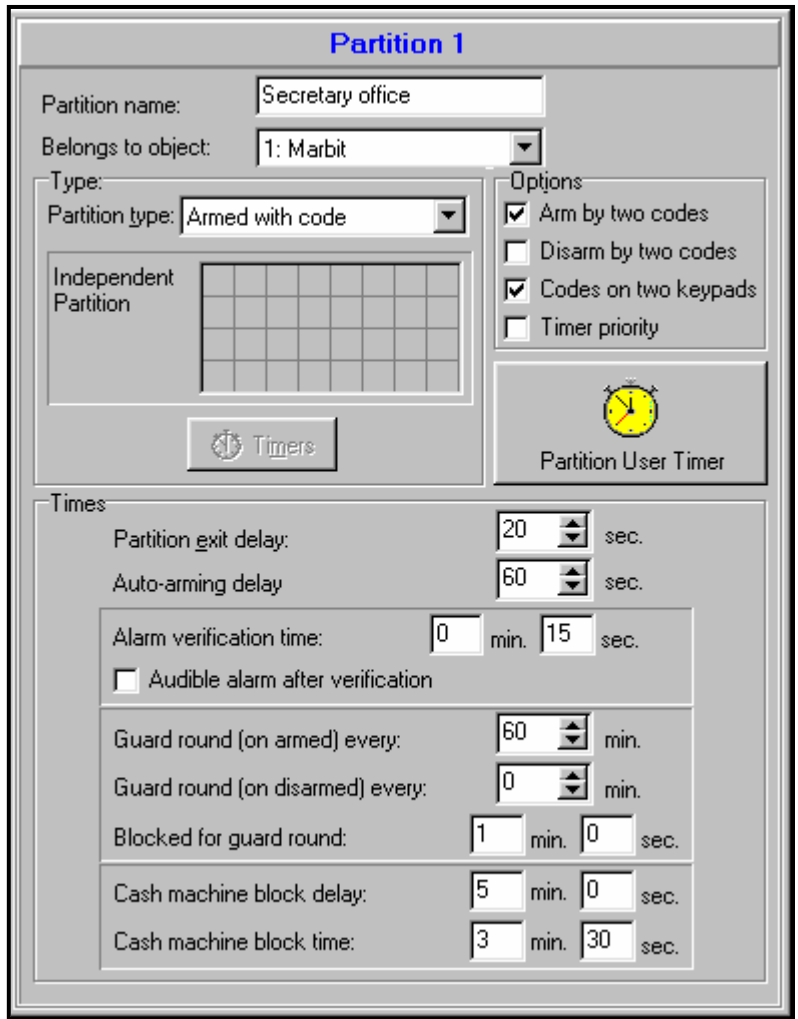 Partition 1
Partition name: Secretary office
Belongs to object: 1: Marbit
Type:
Partition type: Armed with code
Independent
Partition
Timers
Options
Arm by two codes
Disarm by two codes
Codes on two keypads
Timer priority
Partition User Timer
Times
Partition exit delay: 20 sec.
Auto-arming delay 60 sec.
Alarm verification time: 0 min. 15 sec.
Audible alarm after verification
Guard round (on armed) every: 60 min.
Guard round (on disarmed) every: 0 min.
Blocked for guard round: 1 min. 0 sec.
Cash machine block delay: 5 min. 0 sec.
Cash machine block time: 3 min. 30 sec.